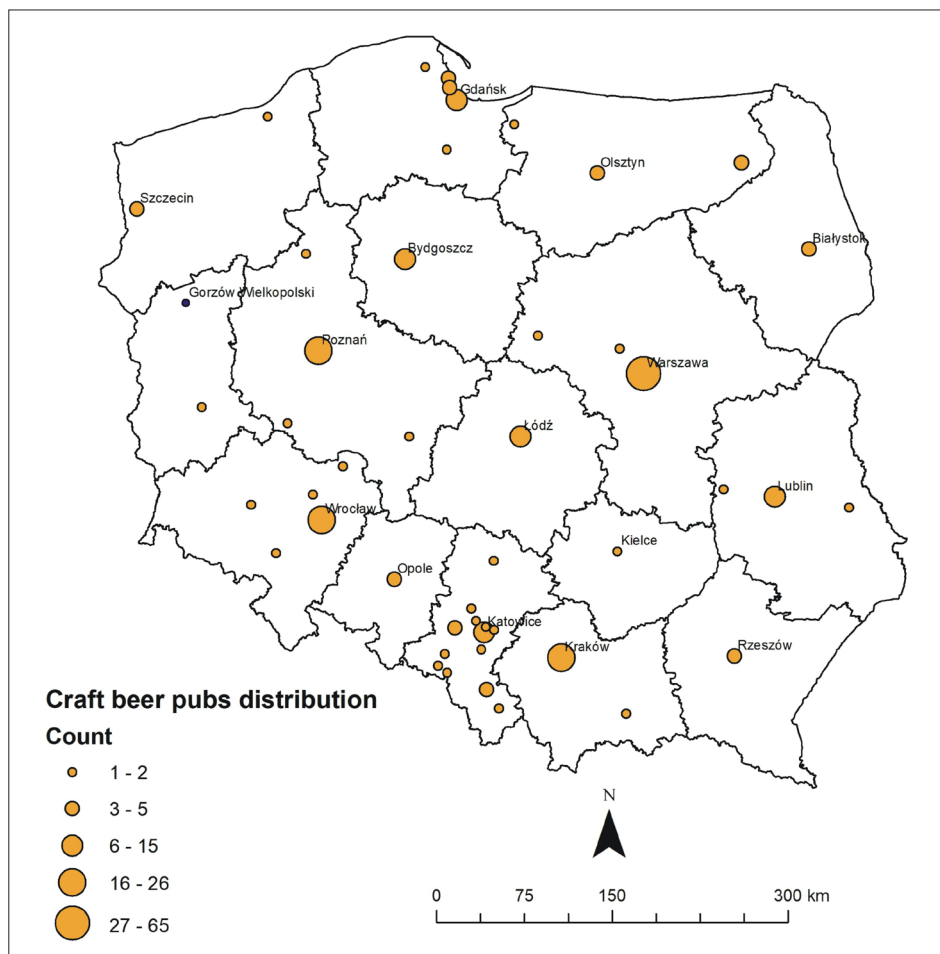 Gdańsk
Olsztyn
Szczecin
Białystok
Bydgoszcz
Gorzów Wielkopolski
Poznań
Warszawa
Łódź
Lublin
Wrocław
Kielce
Opole
Katowice
Kraków
Rzeszów
Craft beer pubs distribution
Count
1 - 2
3 - 5
6 - 15
16 - 26
27 - 65
N
0 75 150 300 km